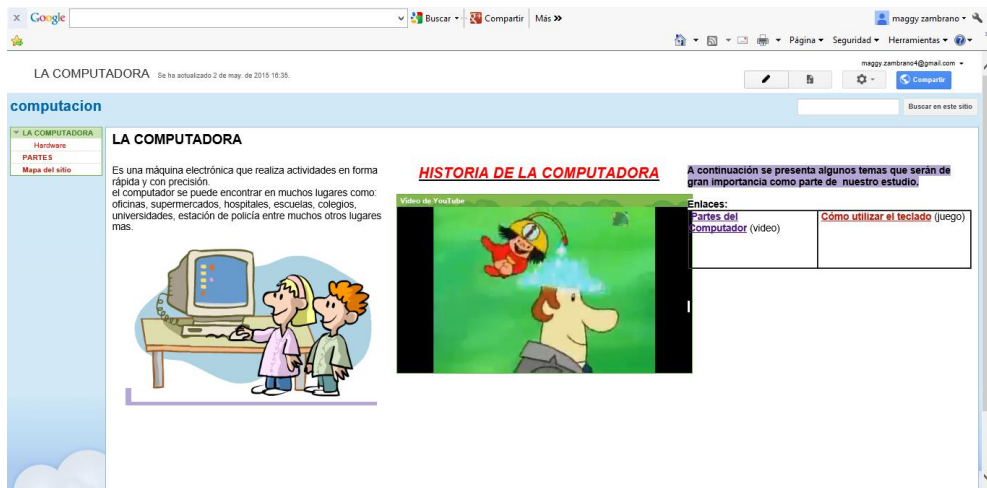 x Google Buscar Compartir Más »
maggy zambrano
Página Seguridad Herramientas
maggy.zambrano4@gmail.com
LA COMPUTADORA Se ha actualizado 2 de may. de 2015 16:35.
Compartir
computacion
Buscar en este sitio
LA COMPUTADORA
Hardware
PARTES
Mapa del sitio
LA COMPUTADORA
Es una máquina electrónica que realiza actividades en forma
rápida y con precisión.
el computador se puede encontrar en muchos lugares como:
oficinas, supermercados, hospitales, escuelas, colegios,
universidades, estación de policía entre muchos otros lugares
mas.
HISTORIA DE LA COMPUTADORA
Vídeo de YouTube
A continuación se presenta algunos temas que serán de
gran importancia como parte de nuestro estudio.
Enlaces:
Partes del
Computador (video)
Cómo utilizar el teclado (juego)